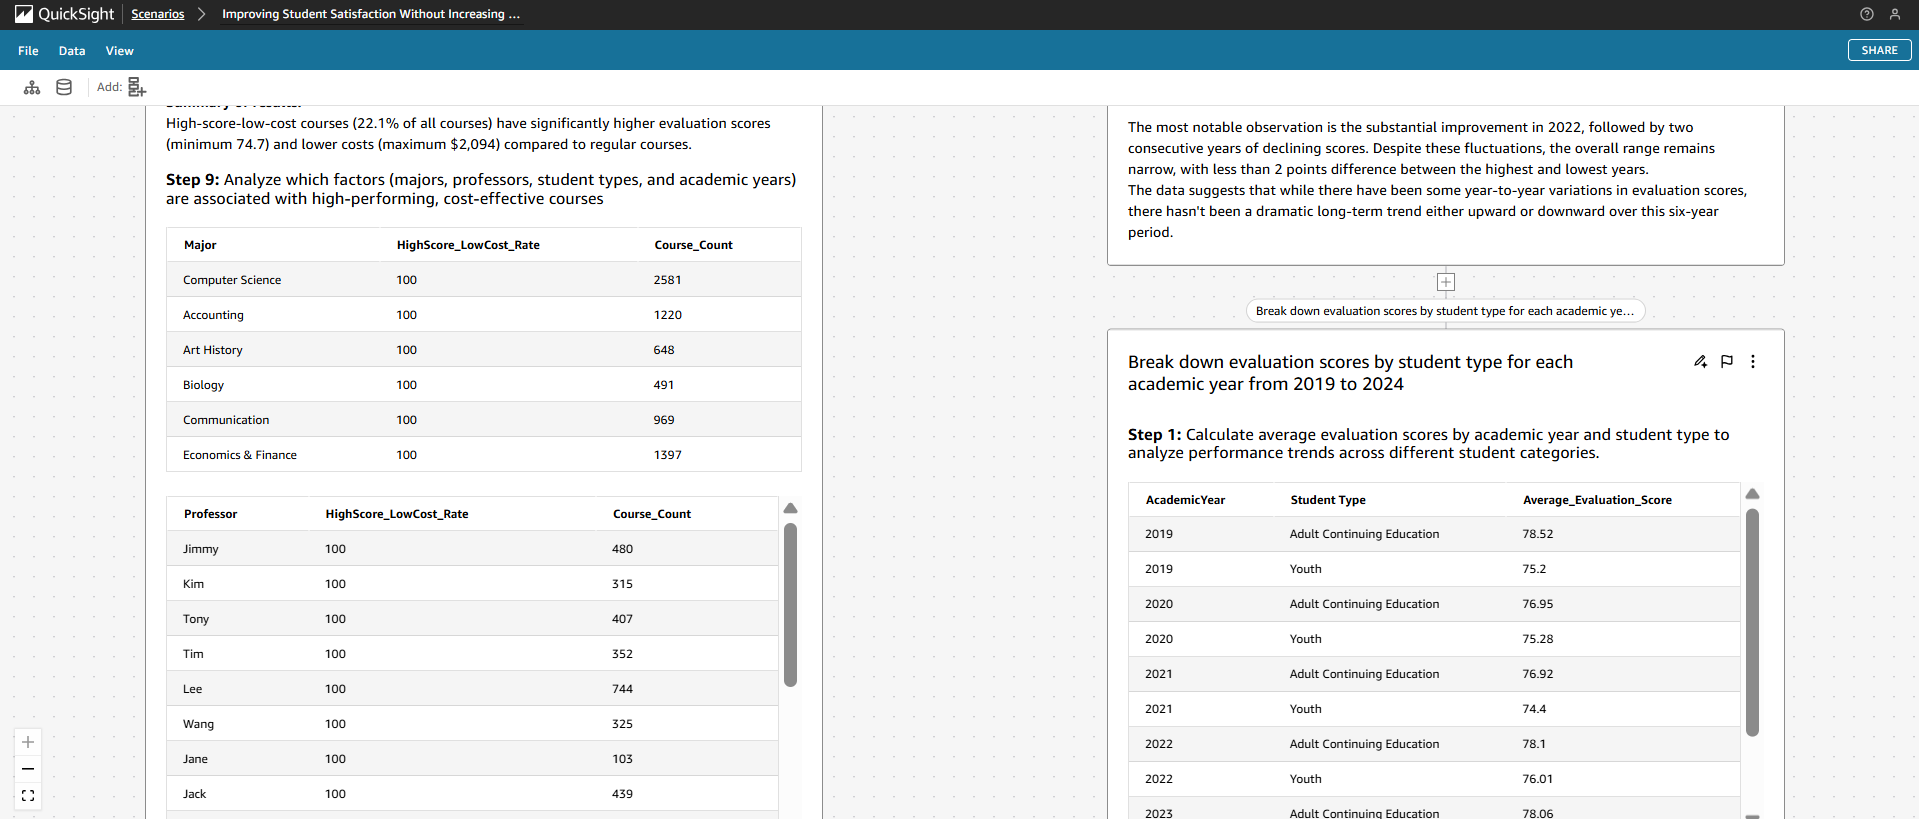 QuickSight Scenarios Improving Student Satisfaction Without Increasing ...
File Data View SHARE
Add:
Summary of results:
High-score-low-cost courses (22.1% of all courses) have significantly higher evaluation scores
(minimum 74.7) and lower costs (maximum $2,094) compared to regular courses.
Step 9: Analyze which factors (majors, professors, student types, and academic years)
are associated with high-performing, cost-effective courses
Major HighScore_LowCost_Rate Course_Count
Computer Science 100 2581
Accounting 100 1220
Art History 100 648
Biology 100 491
Communication 100 969
Economics & Finance 100 1397
Professor HighScore_LowCost_Rate Course_Count
Jimmy 100 480
Kim 100 315
Tony 100 407
Tim 100 352
Lee 100 744
Wang 100 325
Jane 100 103
Jack 100 439
The most notable observation is the substantial improvement in 2022, followed by two
consecutive years of declining scores. Despite these fluctuations, the overall range remains
narrow, with less than 2 points difference between the highest and lowest years.
The data suggests that while there have been some year-to-year variations in evaluation scores,
there hasn't been a dramatic long-term trend either upward or downward over this six-year
period.
Break down evaluation scores by student type for each academic ye...
Break down evaluation scores by student type for each
academic year from 2019 to 2024
Step 1: Calculate average evaluation scores by academic year and student type to
analyze performance trends across different student categories.
AcademicYear Student Type Average_Evaluation_Score
2019 Adult Continuing Education 78.52
2019 Youth 75.2
2020 Adult Continuing Education 76.95
2020 Youth 75.28
2021 Adult Continuing Education 76.92
2021 Youth 74.4
2022 Adult Continuing Education 78.1
2022 Youth 76.01
2023 Adult Continuing Education 78.06